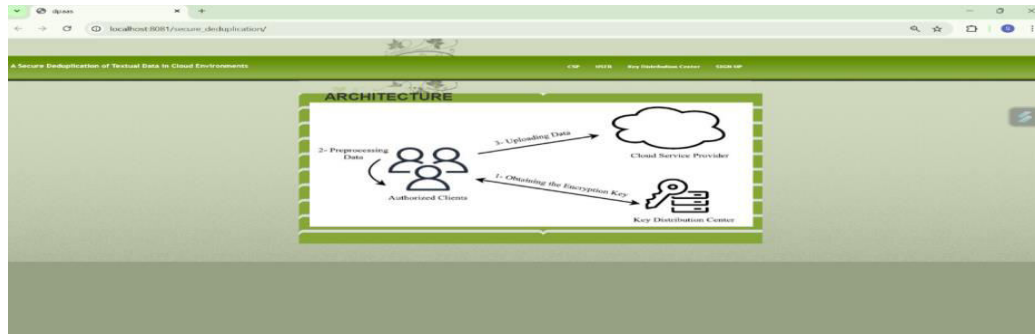 dpaas
localhost:8081/secure_deduplication/
A Secure Deduplication of Textual Data in Cloud Environments
CSP USER Key Distribution Center SIGN UP
ARCHITECTURE
3- Uploading Data
2- Preprocessing
Data
Cloud Service Provider
1- Obtaining the Encryption Key
Authorized Clients
Key Distribution Center